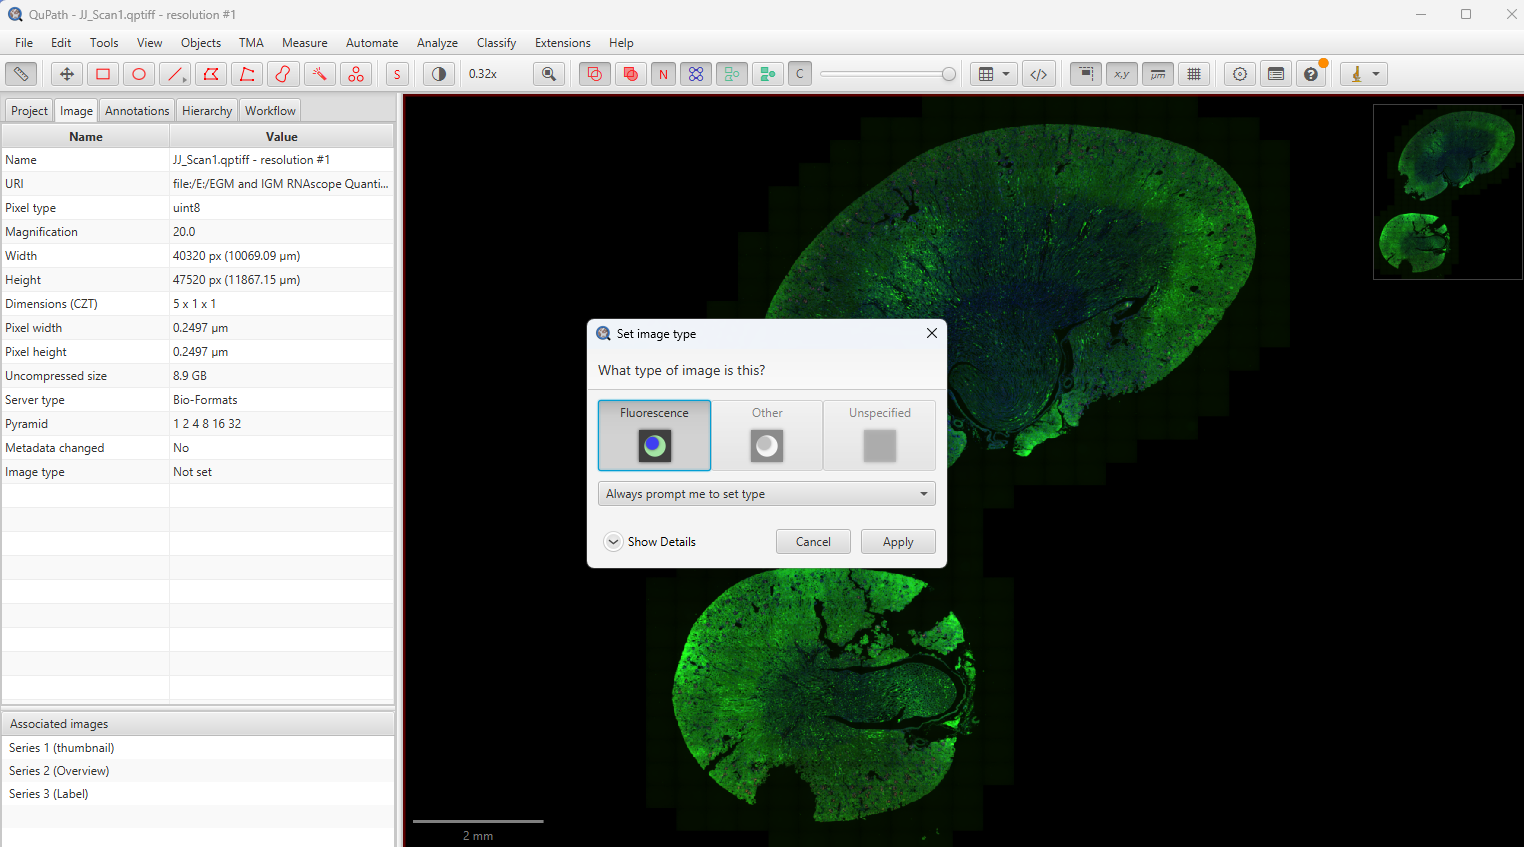 QuPath - JJ_Scan1.qptiff - resolution #1
File Edit Tools View Objects TMA Measure Automate Analyze Classify Extensions Help
S 0.32x N C x,y µm </> ?
Project Image Annotations Hierarchy Workflow
Name Value
Name JJ_Scan1.qptiff - resolution #1
URI file:/E:/EGM and IGM RNAscope Quanti...
Pixel type uint8
Magnification 20.0
Width 40320 px (10069.09 µm)
Height 47520 px (11867.15 µm)
Dimensions (CZT) 5 x 1 x 1
Pixel width 0.2497 µm
Pixel height 0.2497 µm
Uncompressed size 8.9 GB
Server type Bio-Formats
Pyramid 1 2 4 8 16 32
Metadata changed No
Image type Not set
Associated images
Series 1 (thumbnail)
Series 2 (Overview)
Series 3 (Label)
Set image type
What type of image is this?
Fluorescence Other Unspecified
Always prompt me to set type
Show Details Cancel Apply
2 mm